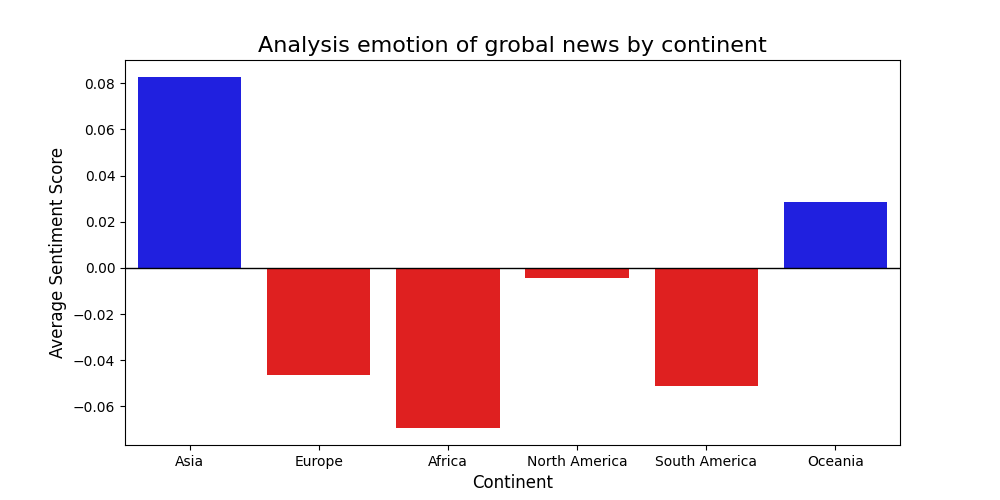 Analysis emotion of grobal news by continent
Average Sentiment Score
0.08
0.06
0.04
0.02
0.00
−0.02
−0.04
−0.06
Asia Europe Africa North America South America Oceania
Continent